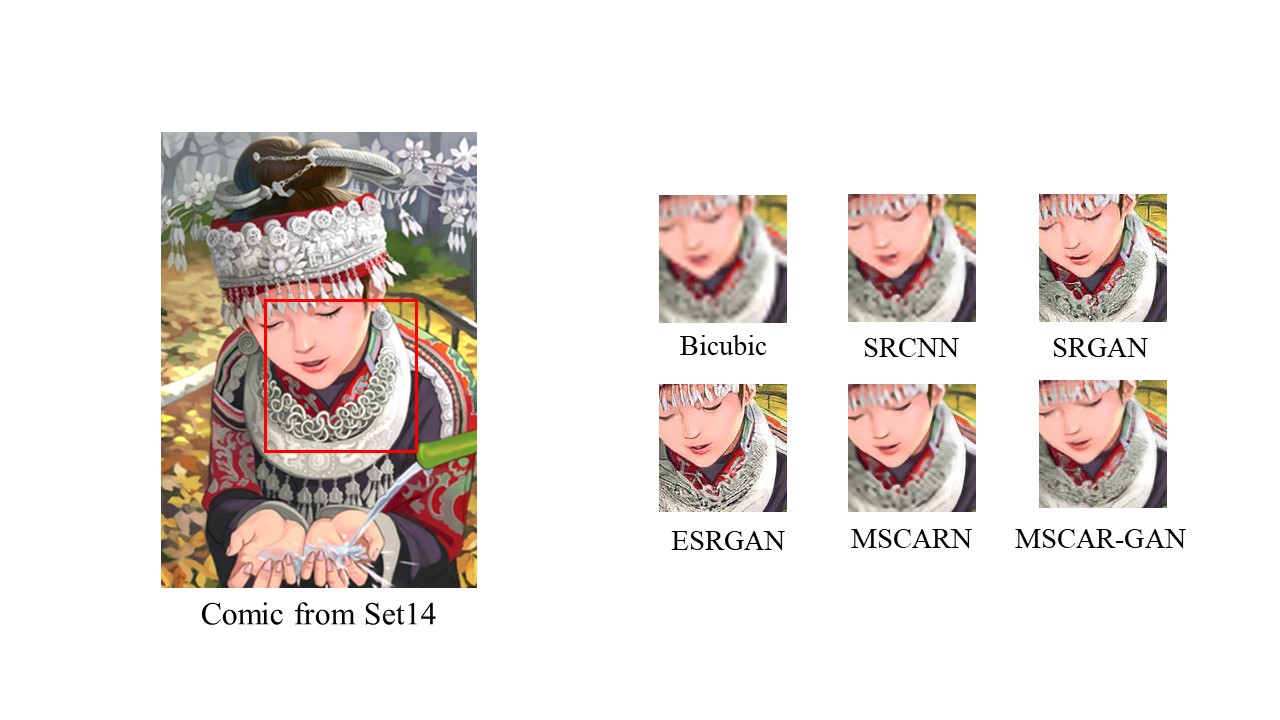 Bicubic
SRCNN
SRGAN
ESRGAN
MSCARN
MSCAR-GAN
Comic from Set14